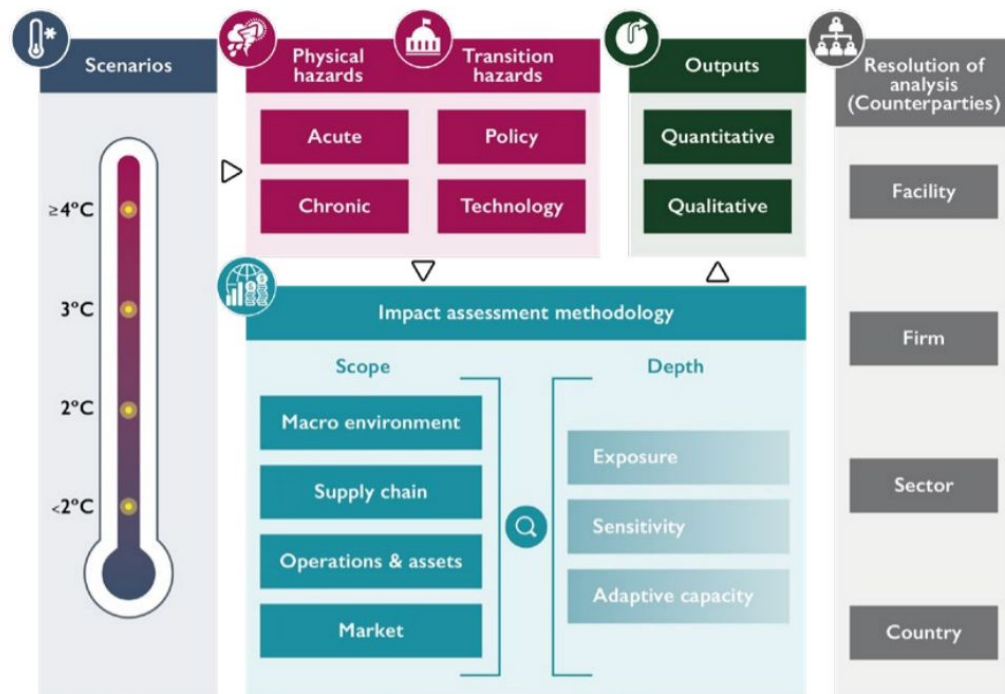 Scenarios
≥4°C
3°C
2°C
<2°C
Physical
hazards
Transition
hazards
Acute
Policy
Chronic
Technology
Outputs
Quantitative
Qualitative
Impact assessment methodology
Scope
Depth
Macro environment
Supply chain
Operations & assets
Market
Exposure
Sensitivity
Adaptive capacity
Resolution of
analysis
(Counterparties)
Facility
Firm
Sector
Country